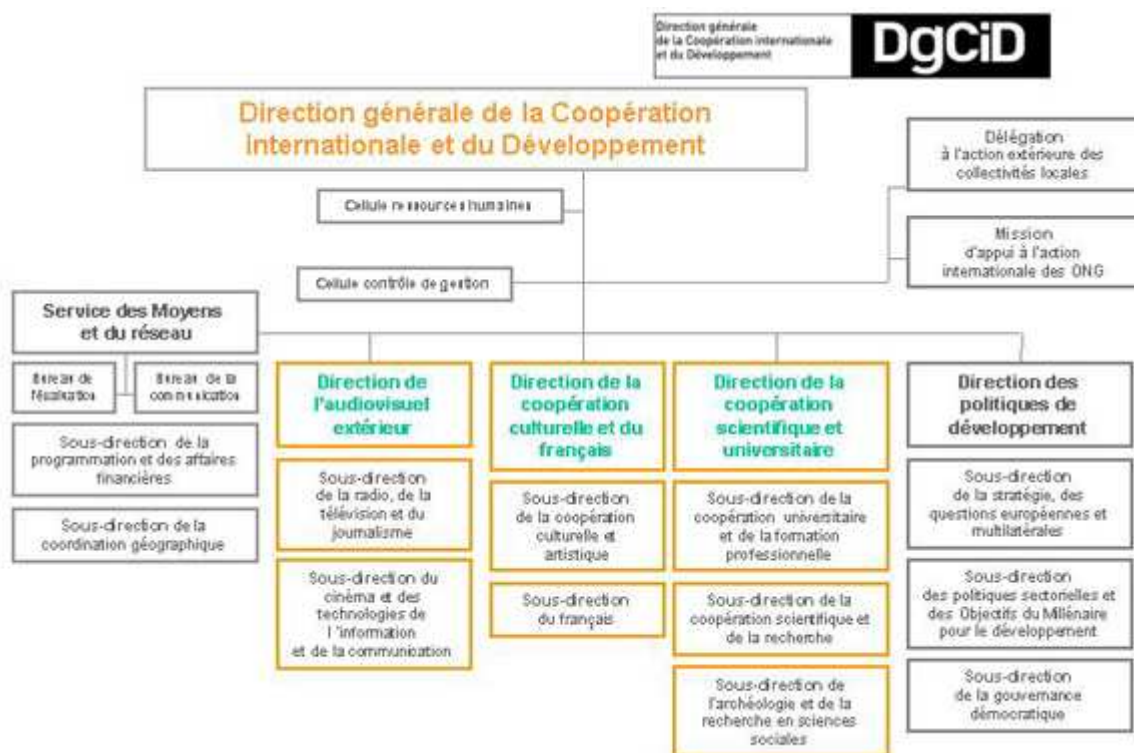 Direction générale
de la Coopération internationale
et du Développement
DgCiD
Direction générale de la Coopération
internationale et du Développement
Délégation
à l'action extérieure des
collectivités locales
Cellule ressources humaines
Mission
d'appui à l'action
internationale des ONG
Cellule contrôle de gestion
Service des Moyens
et du réseau
Bureau de
l'évaluation
Bureau de la
communication
Sous-direction de la
programmation et des affaires
financières
Sous-direction de la
coordination géographique
Direction de
l'audiovisuel
extérieur
Sous-direction
de la radio, de la
télévision et du
journalisme
Sous-direction du
cinéma et des
technologies de
l 'information
et de la communication
Direction de la
coopération
culturelle et du
français
Sous-direction
de la coopération
culturelle et
artistique
Sous-direction
du français
Direction de la
coopération
scientifique et
universitaire
Sous-direction de la
coopération universitaire
et de la formation
professionnelle
Sous-direction de la
coopération scientifique et
de la recherche
Sous-direction de
l'archéologie et de la
recherche en sciences
sociales
Direction des
politiques de
développement
Sous-direction
de la stratégie, des
questions européennes et
multilatérales
Sous-direction
des politiques sectorielles et
des Objectifs du Millénaire
pour le développement
Sous-direction
de la gouvernance
démocratique